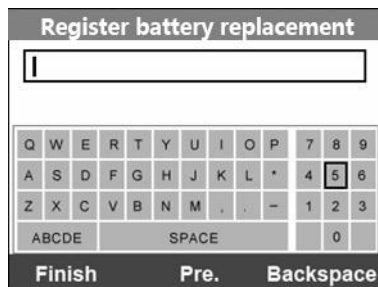 Register battery replacement
Q W E R T Y U I O P 7 8 9
A S D F G H J K L * 4 5 6
Z X C V B N M , . - 1 2 3
ABCDE SPACE 0
Finish Pre. Backspace